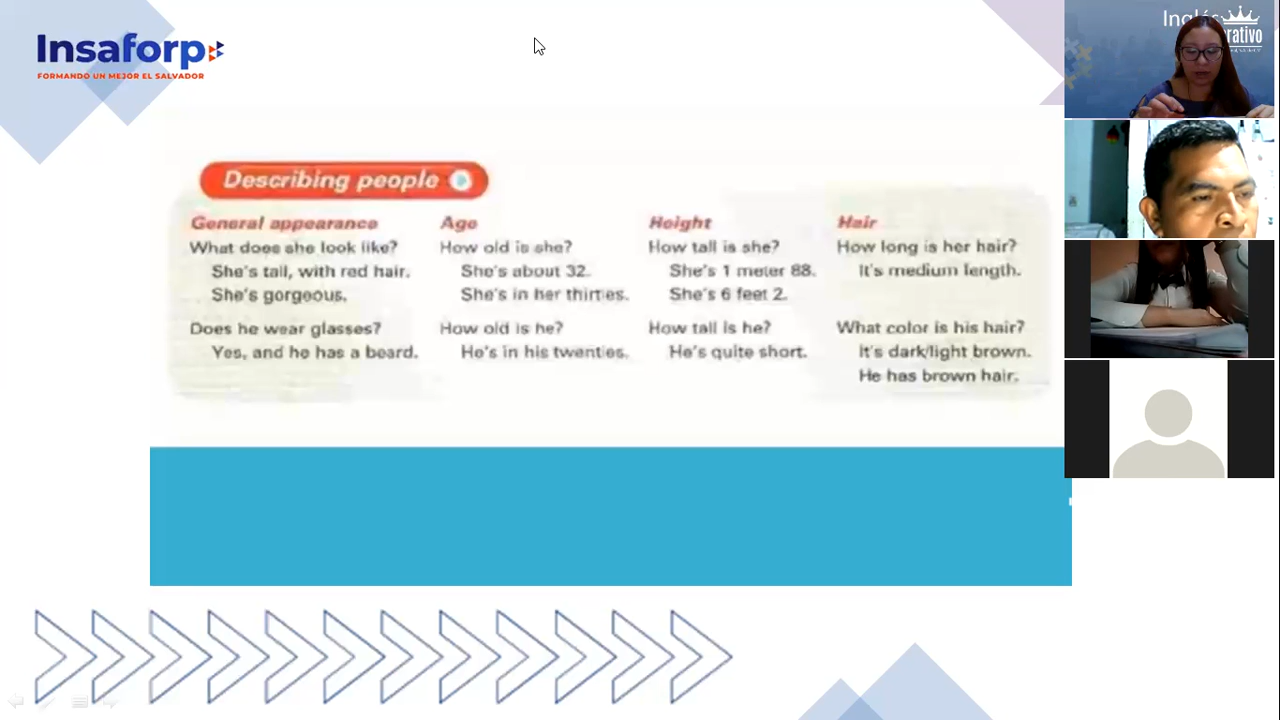 Insaforp
FORMANDO UN MEJOR EL SALVADOR
Describing people
General appearance
What does she look like?
She's tall, with red hair.
She's gorgeous.
Does he wear glasses?
Yes, and he has a beard.
Age
How old is she?
She's about 32.
She's in her thirties.
How old is he?
He's in his twenties.
Height
How tall is she?
She's 1 meter 88.
She's 6 feet 2.
How tall is he?
He's quite short.
Hair
How long is her hair?
It's medium length.
What color is his hair?
It's dark/light brown.
He has brown hair.